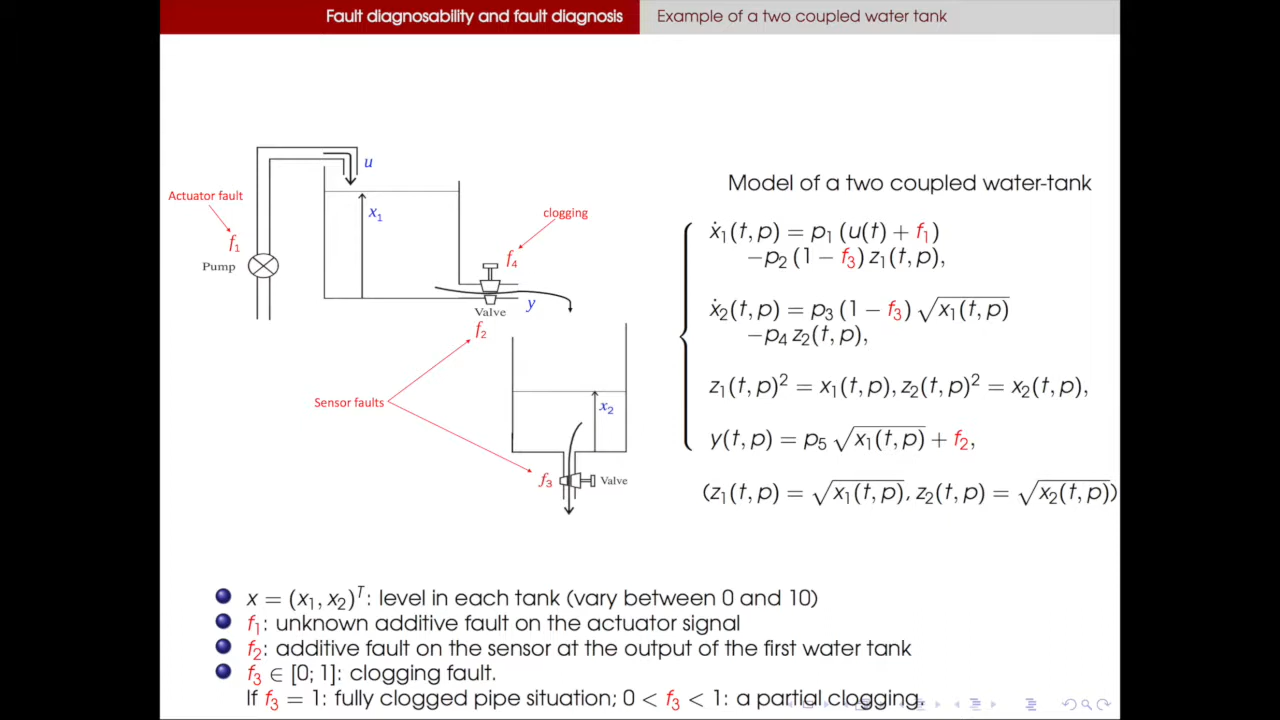 Fault diagnosability and fault diagnosis
Example of a two coupled water tank
Actuator fault
f₁
Pump
u
x₁
clogging
f₄
Valve
y
f₂
Sensor faults
x₂
f₃
Valve
Model of a two coupled water-tank
ẋ₁(t, p) = p₁ (u(t) + f₁)
−p₂ (1 − f₃) z₁(t, p),
ẋ₂(t, p) = p₃ (1 − f₃) √x₁(t, p)
−p₄ z₂(t, p),
z₁(t, p)² = x₁(t, p), z₂(t, p)² = x₂(t, p),
y(t, p) = p₅ √x₁(t, p) + f₂,
(z₁(t, p) = √x₁(t, p), z₂(t, p) = √x₂(t, p))
x = (x₁, x₂)ᵀ: level in each tank (vary between 0 and 10)
f₁: unknown additive fault on the actuator signal
f₂: additive fault on the sensor at the output of the first water tank
f₃ ∈ [0; 1]: clogging fault.
If f₃ = 1: fully clogged pipe situation; 0 < f₃ < 1: a partial clogging.